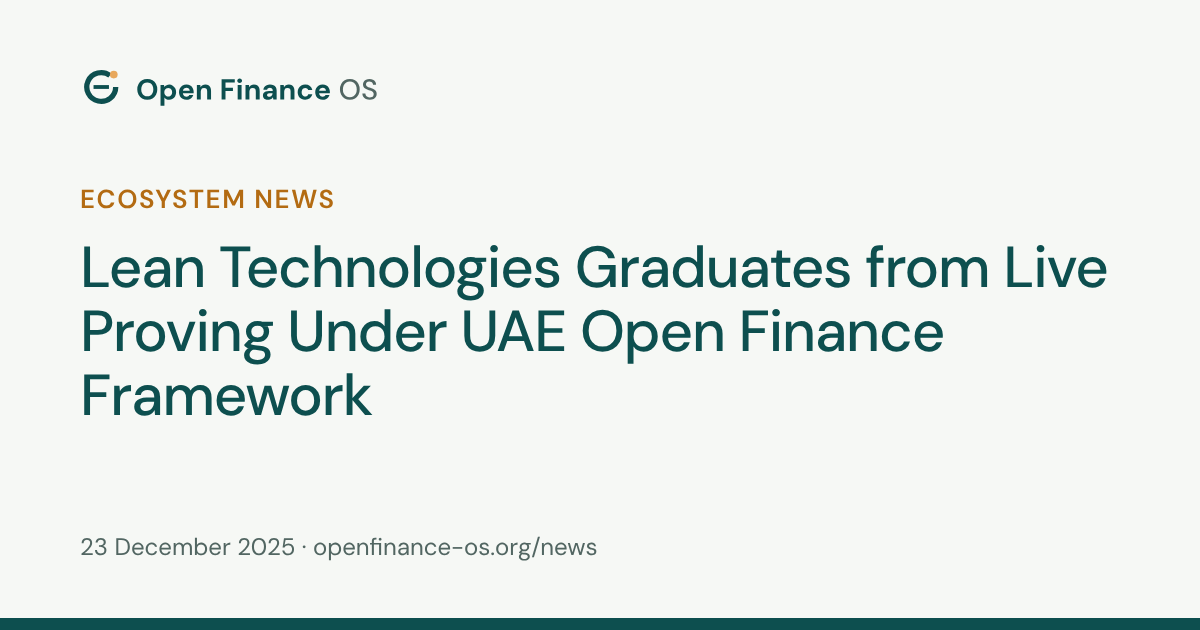 Open Finance OS
ECOSYSTEM NEWS
Lean Technologies Graduates from Live
Proving Under UAE Open Finance
Framework
23 December 2025 · openfinance-os.org/news